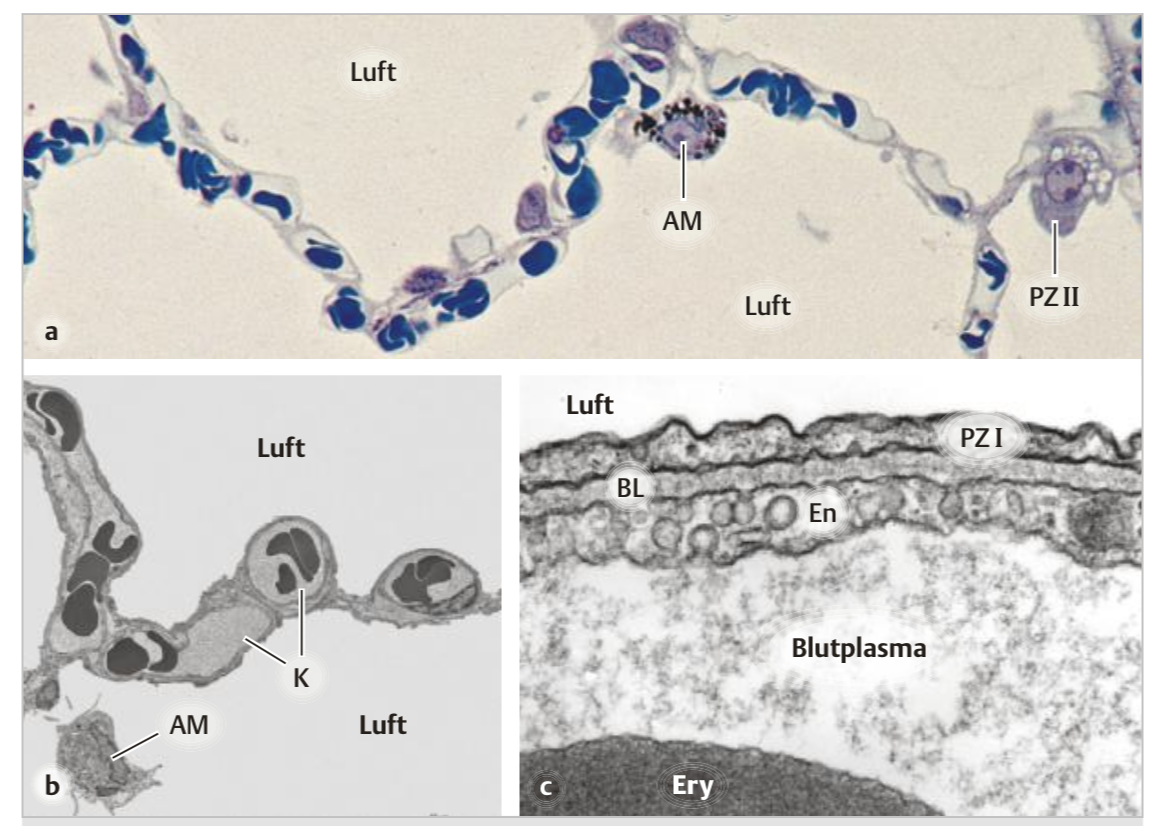 Luft
AM
PZ II
Luft
a
Luft
K
AM
Luft
b
Luft
PZ I
BL
En
Blutplasma
Ery
c